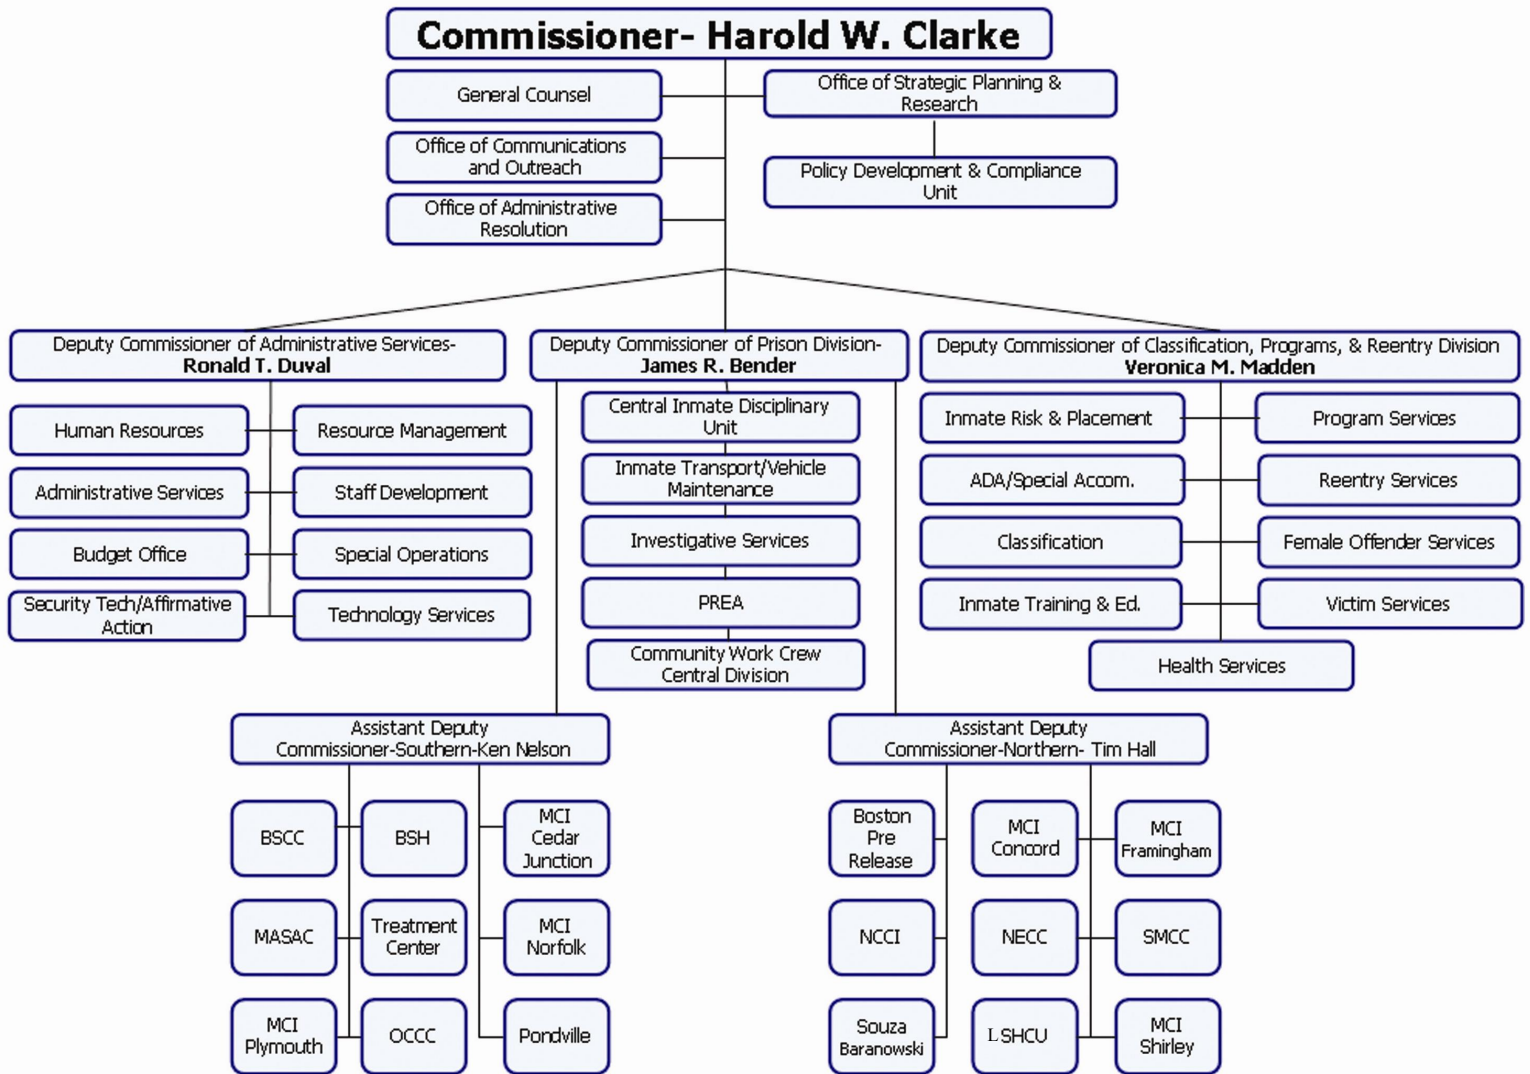 Commissioner- Harold W. Clarke
General Counsel
Office of Strategic Planning &
Research
Office of Communications
and Outreach
Policy Development & Compliance
Unit
Office of Administrative
Resolution
Deputy Commissioner of Administrative Services-
Ronald T. Duval
Human Resources
Resource Management
Administrative Services
Staff Development
Budget Office
Special Operations
Security Tech/Affirmative
Action
Technology Services
Deputy Commissioner of Prison Division-
James R. Bender
Central Inmate Disciplinary
Unit
Inmate Transport/Vehicle
Maintenance
Investigative Services
PREA
Community Work Crew
Central Division
Deputy Commissioner of Classification, Programs, & Reentry Division
Veronica M. Madden
Inmate Risk & Placement
Program Services
ADA/Special Accom.
Reentry Services
Classification
Female Offender Services
Inmate Training & Ed.
Victim Services
Health Services
Assistant Deputy
Commissioner-Southern-Ken Nelson
BSCC
BSH
MCI
Cedar
Junction
MASAC
Treatment
Center
MCI
Norfolk
MCI
Plymouth
OCCC
Pondville
Assistant Deputy
Commissioner-Northern- Tim Hall
Boston
Pre
Release
MCI
Concord
MCI
Framingham
NCCI
NECC
SMCC
Souza
Baranowski
LSHCU
MCI
Shirley